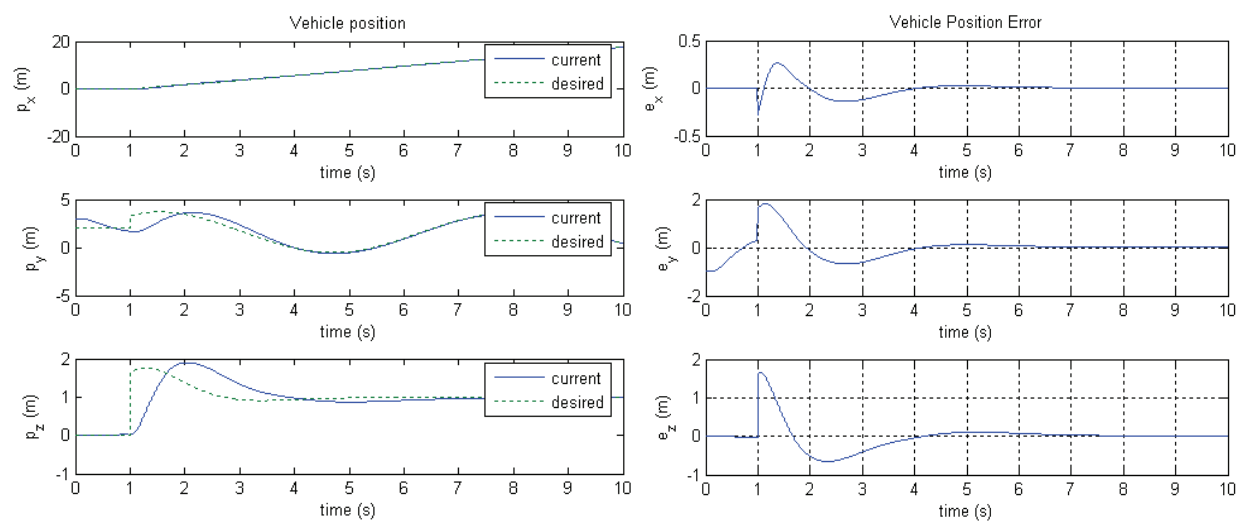 Vehicle position
20
0
-20
p_x (m)
current
desired
0 1 2 3 4 5 6 7 8 9 10
time (s)
5
0
-5
p_y (m)
current
desired
0 1 2 3 4 5 6 7 8 9 10
time (s)
2
1
0
-1
p_z (m)
current
desired
0 1 2 3 4 5 6 7 8 9 10
time (s)
Vehicle Position Error
0.5
0
-0.5
e_x (m)
0 1 2 3 4 5 6 7 8 9 10
time (s)
2
0
-2
e_y (m)
0 1 2 3 4 5 6 7 8 9 10
time (s)
2
1
0
-1
e_z (m)
0 1 2 3 4 5 6 7 8 9 10
time (s)